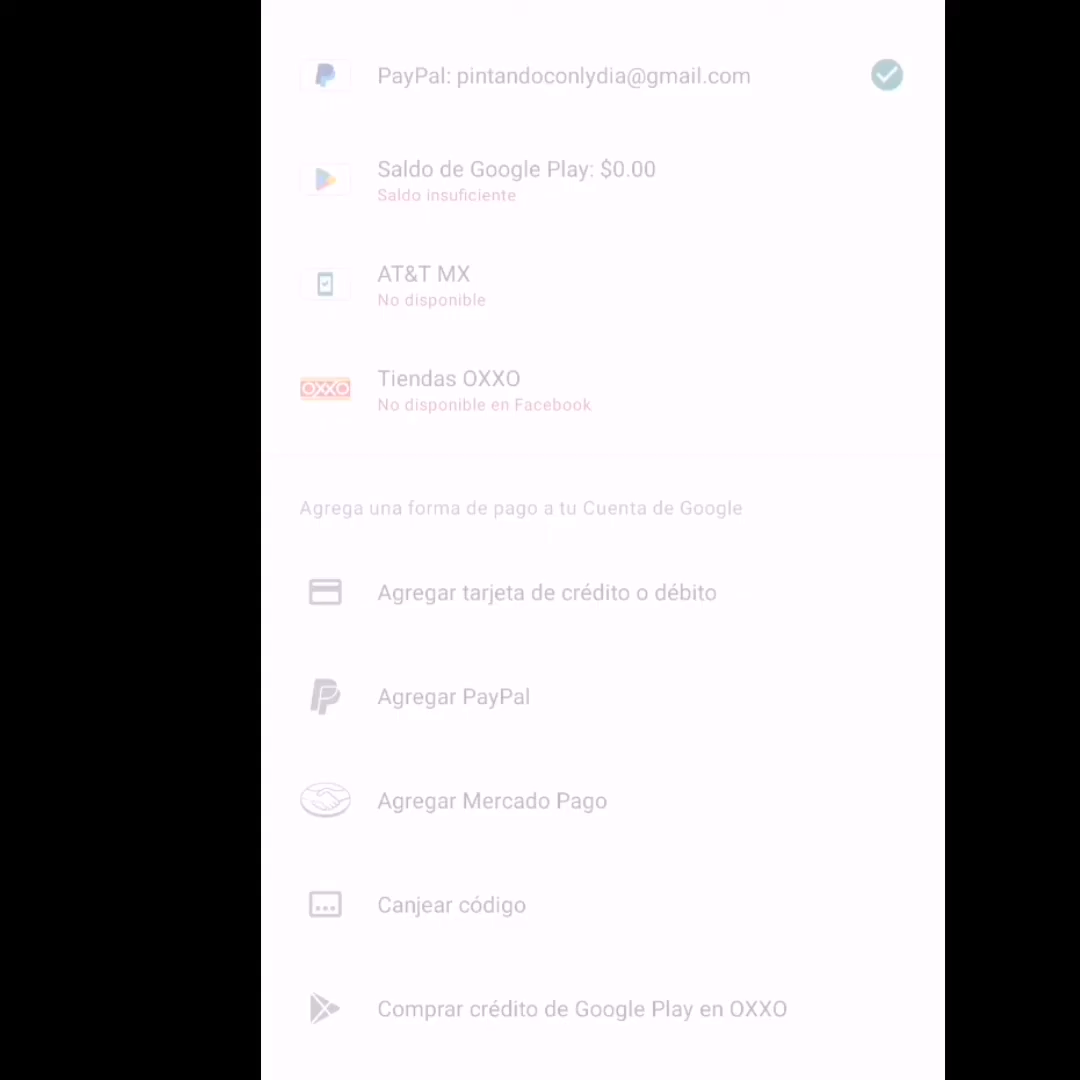 PayPal: pintandoconlydia@gmail.com
Saldo de Google Play: $0.00
Saldo insuficiente
AT&T MX
No disponible
OXXO
Tiendas OXXO
No disponible en Facebook
Agrega una forma de pago a tu Cuenta de Google
Agregar tarjeta de crédito o débito
Agregar PayPal
Agregar Mercado Pago
Canjear código
Comprar crédito de Google Play en OXXO